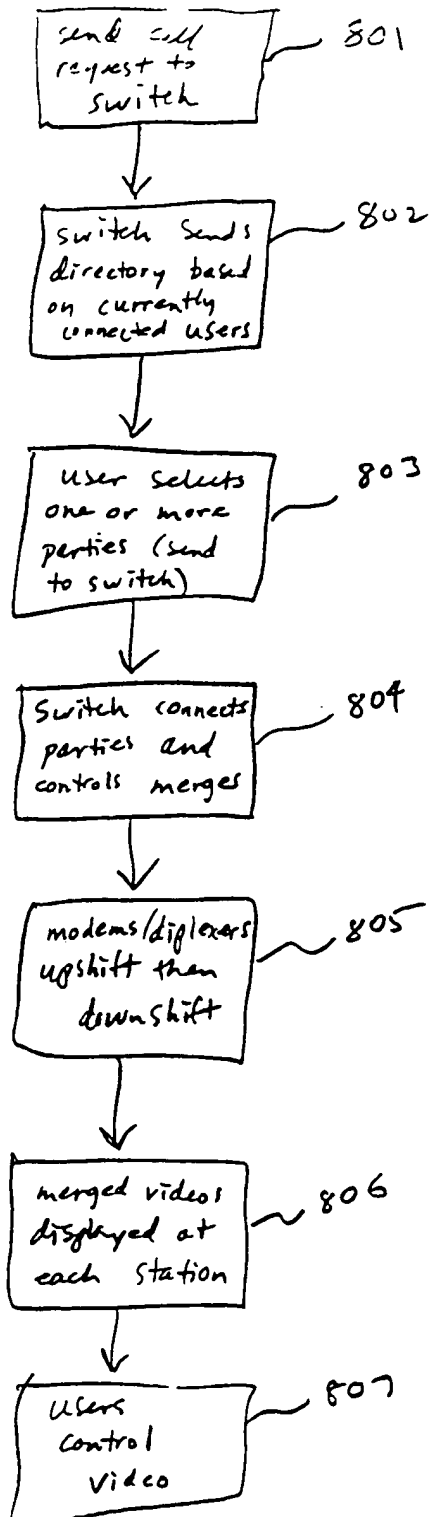 send call
request to
switch
801
switch sends
directory based
on currently
connected users
802
user selects
one or more
parties (send
to switch)
803
Switch connects
parties and
controls merges
804
modems/diplexers
upshift then
downshift
805
merged videos
displayed at
each station
806
users
control
video
807